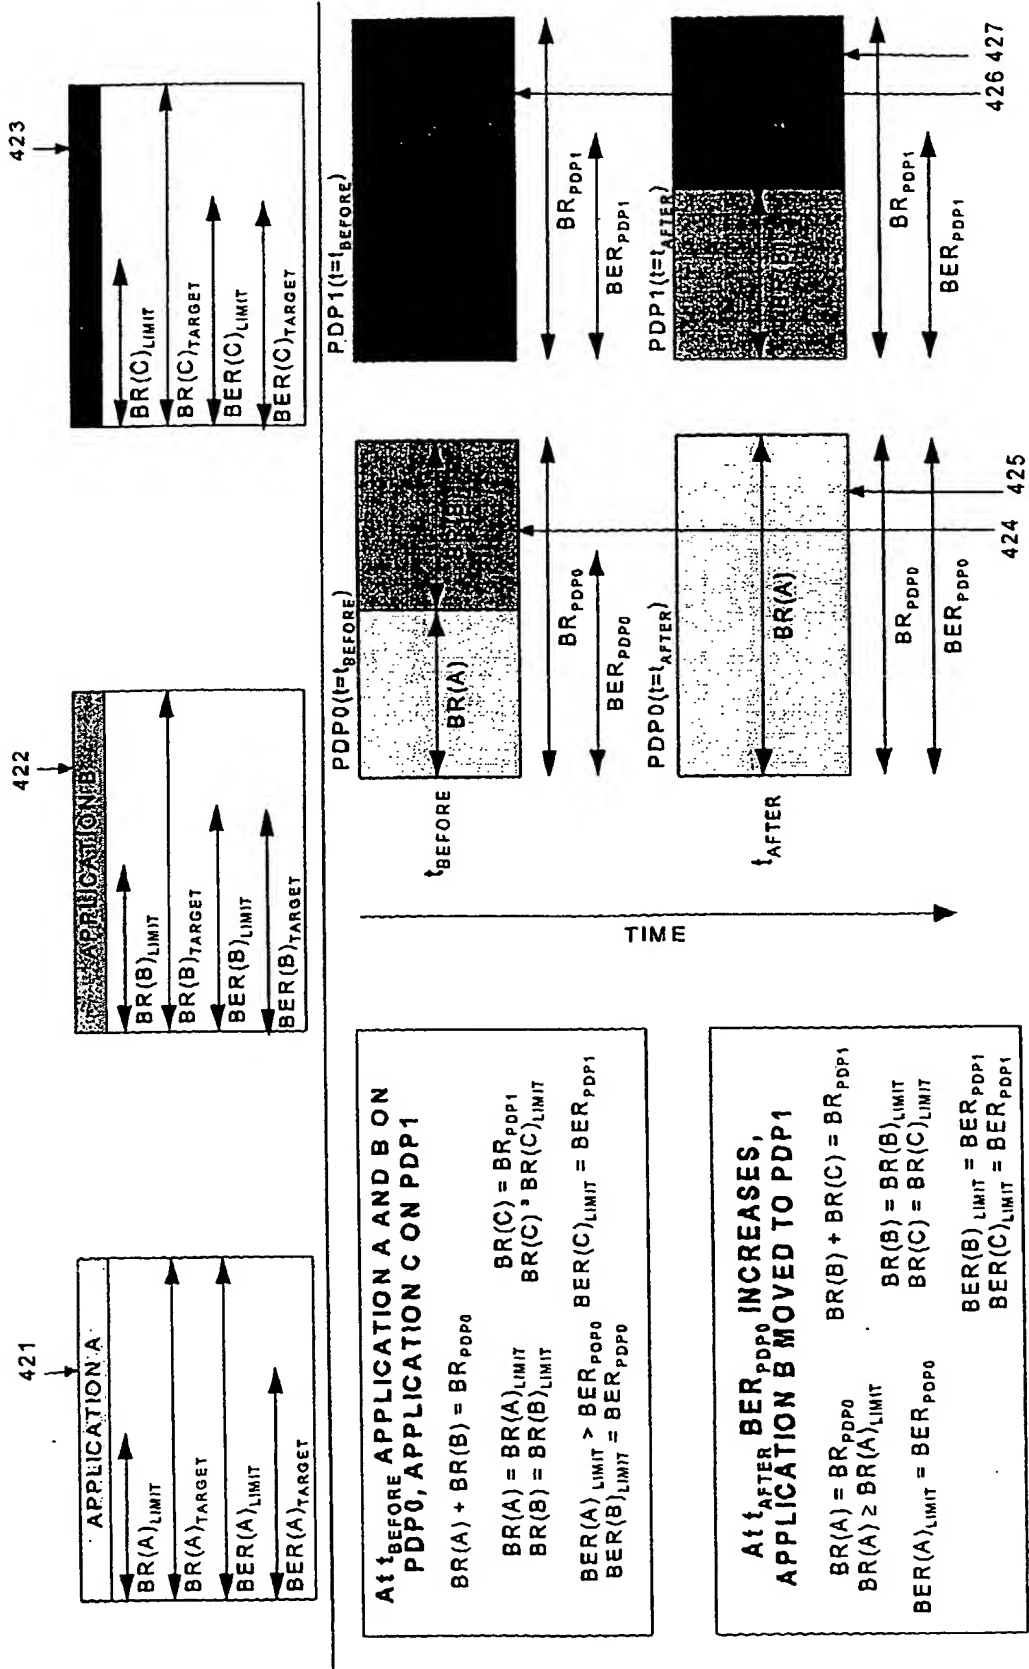 421
APPLICATION A
BR(A)LIMIT
BR(A)TARGET
BER(A)LIMIT
BER(A)TARGET
422
APPLICATION B
BR(B)LIMIT
BR(B)TARGET
BER(B)LIMIT
BER(B)TARGET
423
BR(C)LIMIT
BR(C)TARGET
BER(C)LIMIT
BER(C)TARGET
At tBEFORE APPLICATION A AND B ON
PDP0, APPLICATION C ON PDP1
BR(A) + BR(B) = BRPDP0
BR(A) = BR(A)LIMIT
BR(B) = BR(B)LIMIT
BER(A)LIMIT > BERPDP0
BER(B)LIMIT = BERPDP0
BR(C) = BRPDP1
BR(C) > BR(C)LIMIT
BER(C)LIMIT = BERPDP1
At tAFTER BERPDP0 INCREASES,
APPLICATION B MOVED TO PDP1
BR(A) = BRPDP0
BR(A) ≥ BR(A)LIMIT
BER(A)LIMIT = BERPDP0
BR(B) + BR(C) = BRPDP1
BR(B) = BR(B)LIMIT
BR(C) = BR(C)LIMIT
BER(B)LIMIT = BERPDP1
BER(C)LIMIT = BERPDP1
TIME
tBEFORE
PDP0(t=tBEFORE)
BR(A)
BR(B)
BRPDP0
BERPDP0
424
PDP1(t=tBEFORE)
BRPDP1
BERPDP1
426
tAFTER
PDP0(t=tAFTER)
BR(A)
BRPDP0
BERPDP0
425
PDP1(t=tAFTER)
BR(B)
BRPDP1
BERPDP1
427